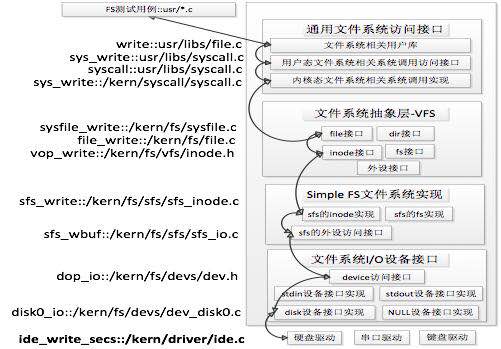 FS测试用例::usr/*.c
通用文件系统访问接口
write::usr/libs/file.c
文件系统相关用户库
sys_write::usr/libs/syscall.c
用户态文件系统相关系统调用访问接口
syscall::usr/libs/syscall.c
sys_write::/kern/syscall/syscall.c
内核态文件系统相关系统调用实现
文件系统抽象层-VFS
sysfile_write::/kern/fs/sysfile.c
file接口 dir接口
file_write::/kern/fs/file.c
vop_write::/kern/fs/vfs/inode.h
inode接口 fs接口
外设接口
Simple FS文件系统实现
sfs_write::/kern/fs/sfs/sfs_inode.c
sfs的inode实现 sfs的fs实现
sfs_wbuf::/kern/fs/sfs/sfs_io.c
sfs的外设访问接口
文件系统I/O设备接口
dop_io::/kern/fs/devs/dev.h
device访问接口
stdin设备接口实现 stdout设备接口实现
disk0_io::/kern/fs/devs/dev_disk0.c
disk设备接口实现 NULL设备接口实现
ide_write_secs::/kern/driver/ide.c
硬盘驱动 串口驱动 键盘驱动